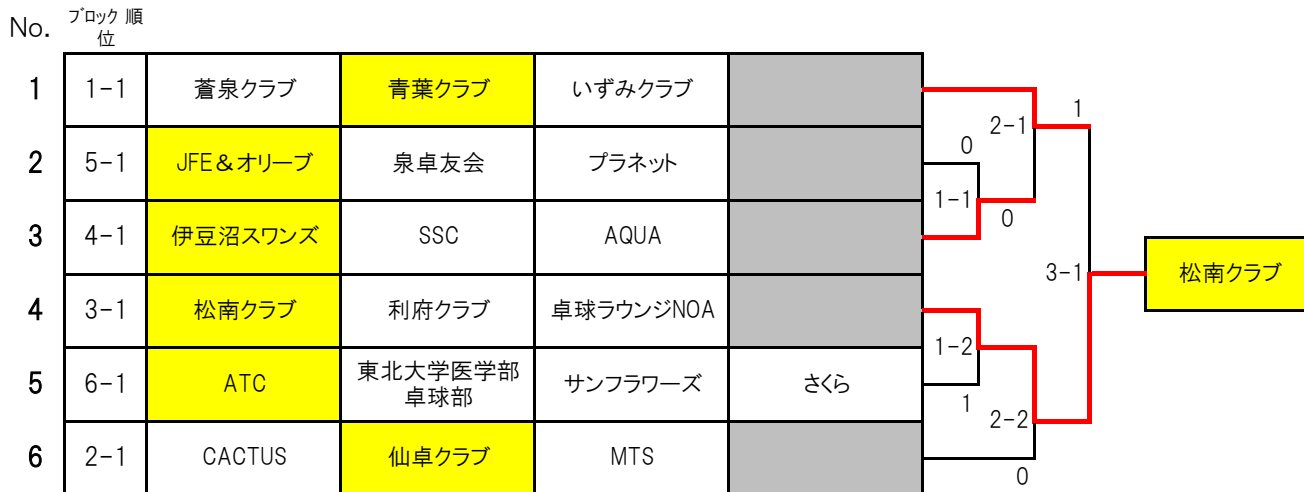 No. ブロック 順位
1 1-1 蒼泉クラブ 青葉クラブ いずみクラブ
2 5-1 JFE&オリーブ 泉卓友会 プラネット
3 4-1 伊豆沼スワンズ SSC AQUA
4 3-1 松南クラブ 利府クラブ 卓球ラウンジNOA
5 6-1 ATC 東北大学医学部卓球部 サンフラワーズ さくら
6 2-1 CACTUS 仙卓クラブ MTS
1
2-1
0
1-1
0
3-1
松南クラブ
1-2
1
2-2
0